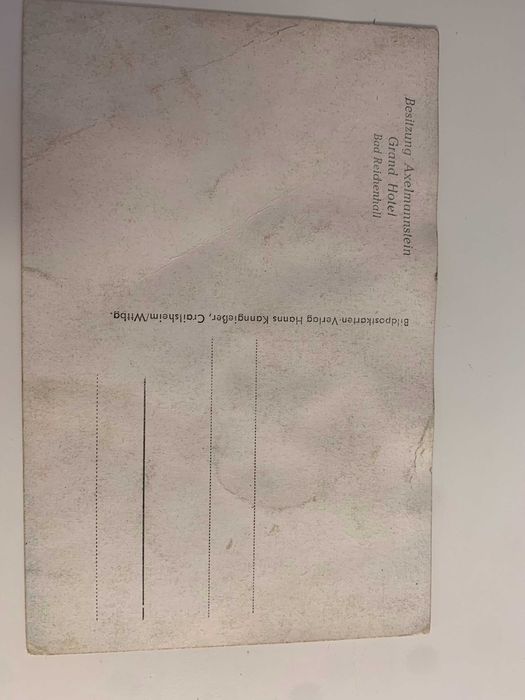 Besitzung Axelmannstein
Grand Hotel
Bad Reichenhall
Bildpostkarten-Verlag Hanns Kanngießer, Crailsheim/Wttbg.